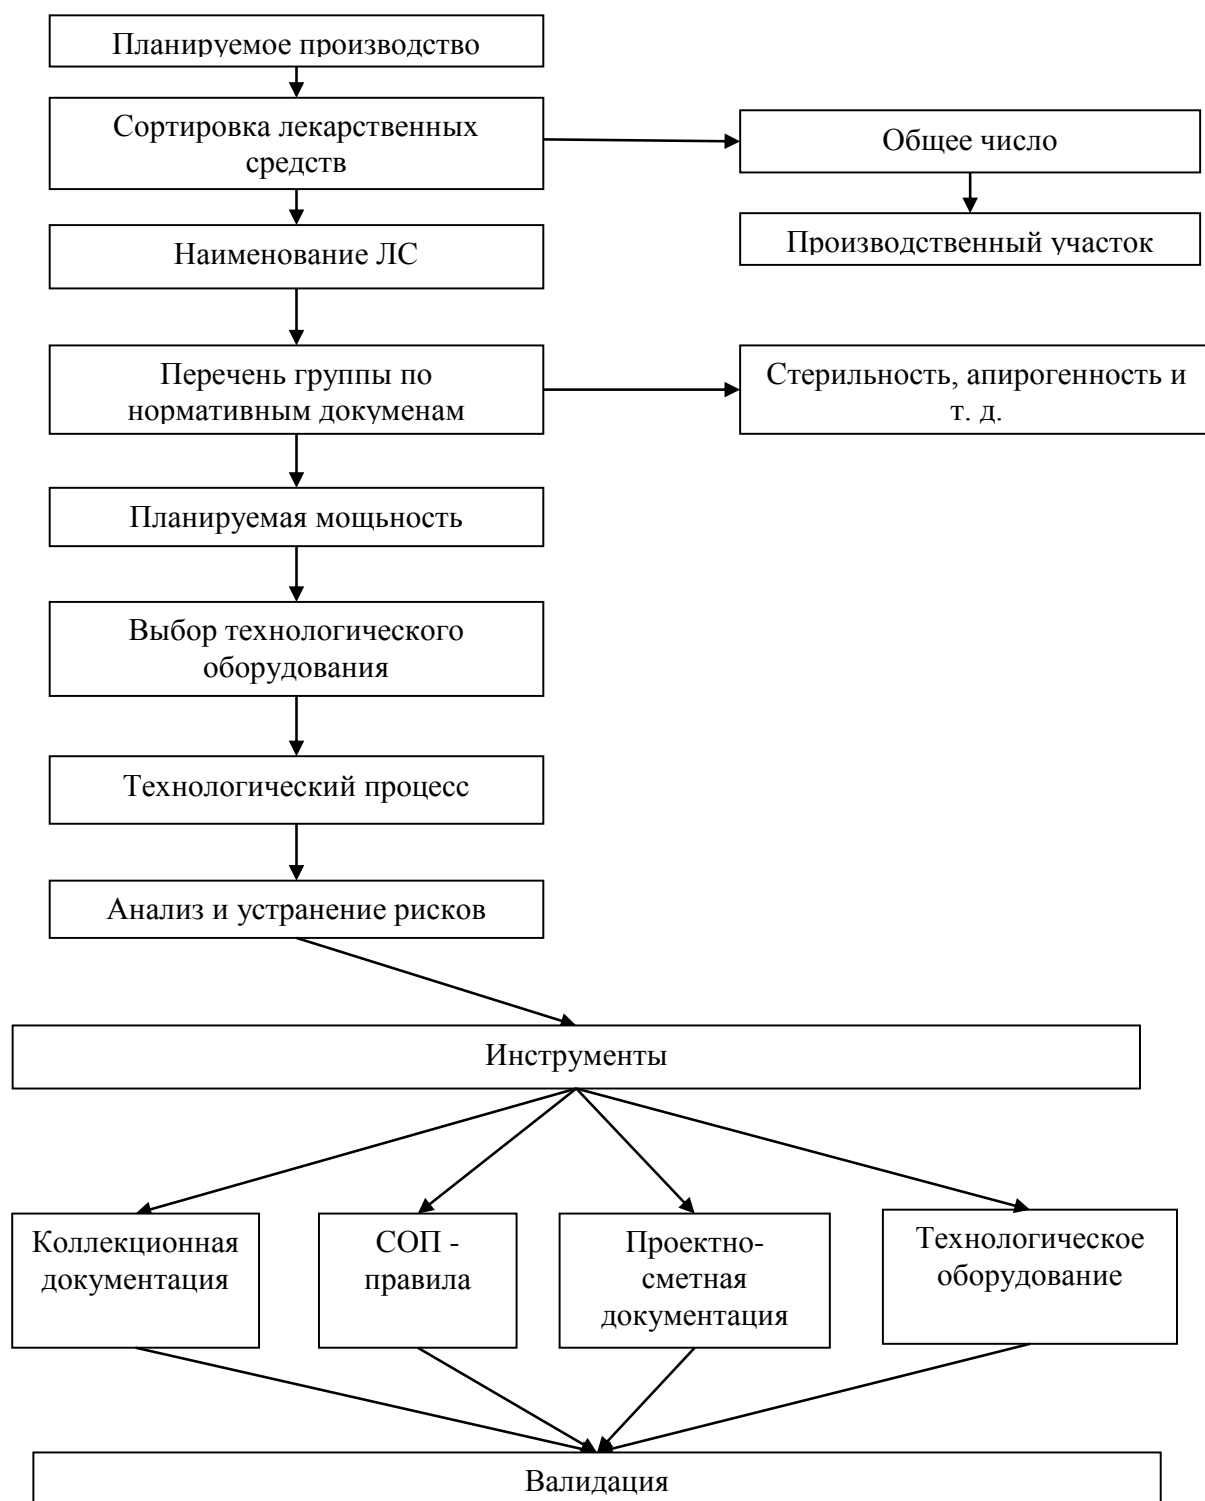 Планируемое производство
Сортировка лекарственных
средств
Общее число
Производственный участок
Наименование ЛС
Перечень группы по
нормативным докуменам
Стерильность, апирогенность и
т. д.
Планируемая мощьность
Выбор технологического
оборудования
Технологический процесс
Анализ и устранение рисков
Инструменты
Коллекционная
документация
СОП -
правила
Проектно-
сметная
документация
Технологическое
оборудование
Валидация